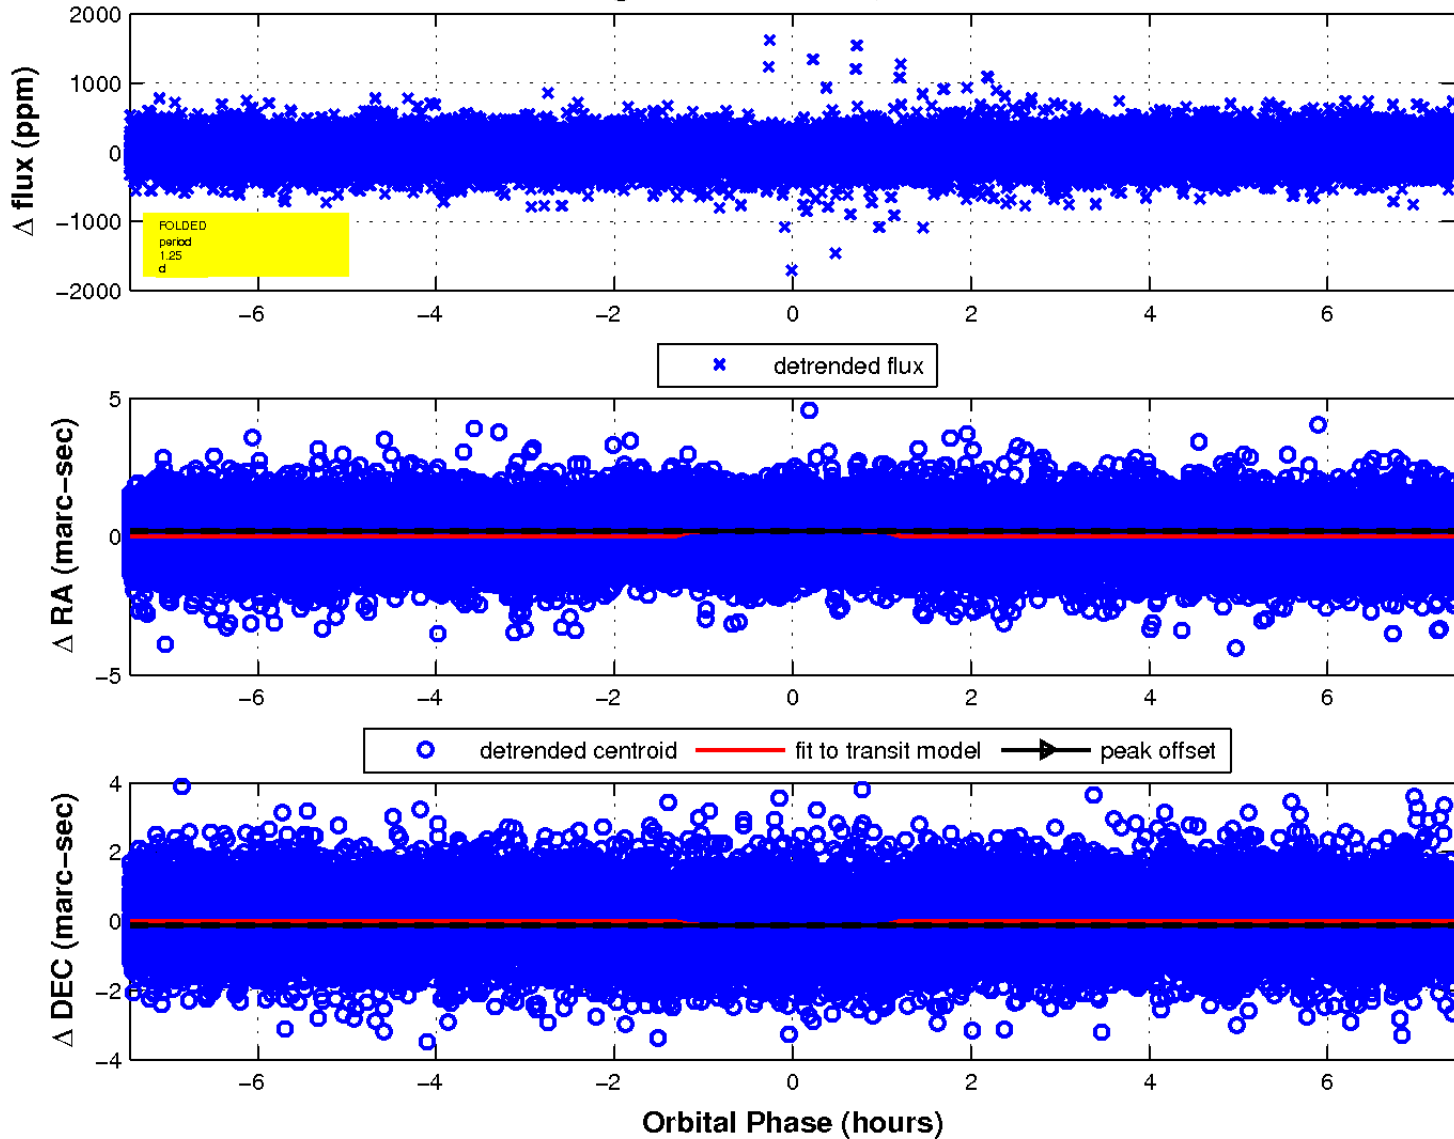 2000
1000
0
−1000
−2000
Δ flux (ppm)
FOLDED
period
1.25
d
−6 −4 −2 0 2 4 6
detrended flux
5
0
−5
Δ RA (marc−sec)
−6 −4 −2 0 2 4 6
detrended centroid fit to transit model peak offset
4
2
0
−2
−4
Δ DEC (marc−sec)
−6 −4 −2 0 2 4 6
Orbital Phase (hours)